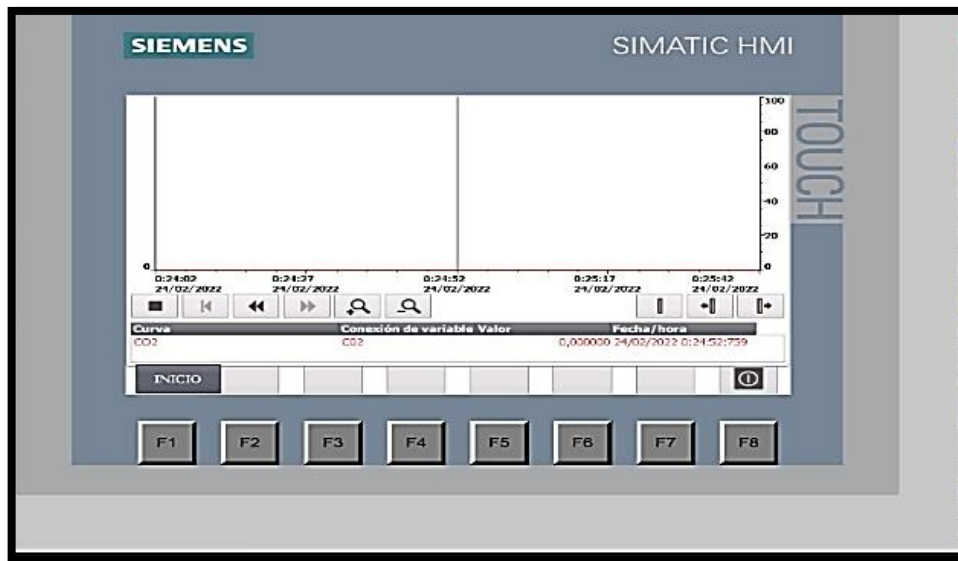 SIEMENS
SIMATIC HMI
TOUCH
100
80
60
40
20
0
0
0:24:02 0:24:27 0:24:52 0:25:17 0:25:42
24/02/2022 24/02/2022 24/02/2022 24/02/2022 24/02/2022
Curva Conexión de variable Valor Fecha/hora
CO2 C02 0,000000 24/02/2022 0:24:52:759
INICIO
F1 F2 F3 F4 F5 F6 F7 F8